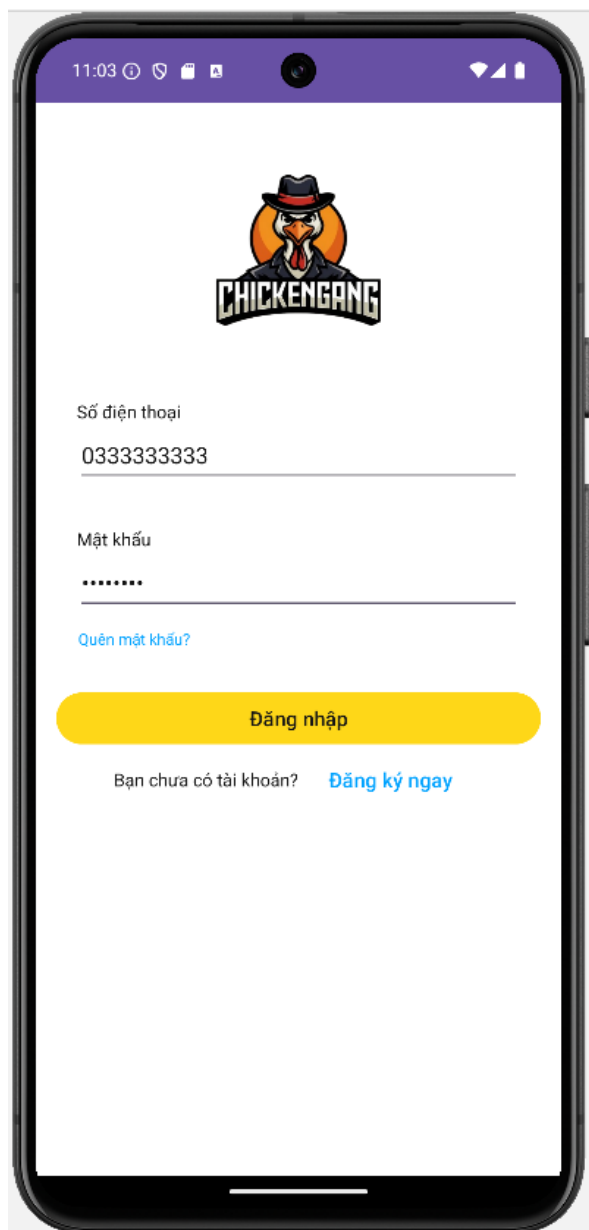 11:03
CHICKENGANG
Số điện thoại
0333333333
Mật khẩu
••••••••
Quên mật khẩu?
Đăng nhập
Bạn chưa có tài khoản? Đăng ký ngay